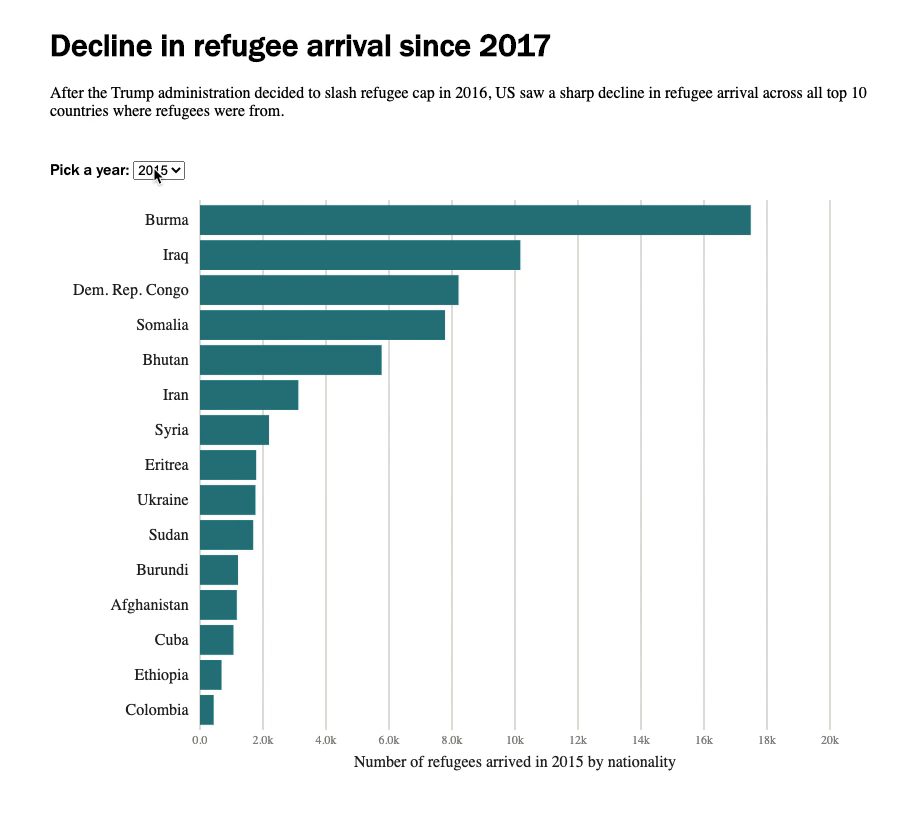 Decline in refugee arrival since 2017
After the Trump administration decided to slash refugee cap in 2016, US saw a sharp decline in refugee arrival across all top 10
countries where refugees were from.
Pick a year: 2015
Burma
Iraq
Dem. Rep. Congo
Somalia
Bhutan
Iran
Syria
Eritrea
Ukraine
Sudan
Burundi
Afghanistan
Cuba
Ethiopia
Colombia
0.0 2.0k 4.0k 6.0k 8.0k 10k 12k 14k 16k 18k 20k
Number of refugees arrived in 2015 by nationality